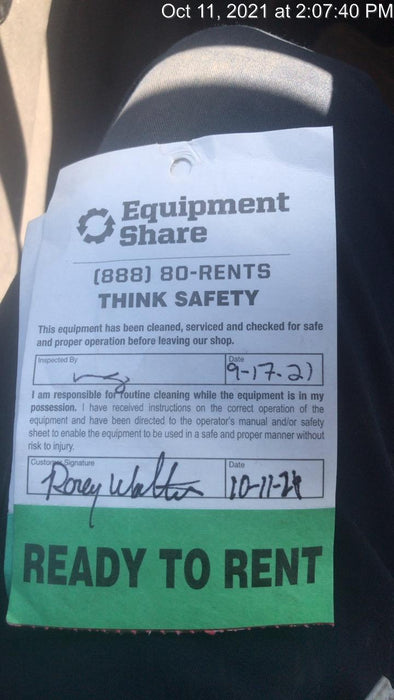 Oct 11, 2021 at 2:07:40 PM
Equipment
Share
(888) 80-RENTS
THINK SAFETY
This equipment has been cleaned, serviced and checked for safe
and proper operation before leaving our shop.
Inspected By
Date
9-17-21
I am responsible for routine cleaning while the equipment is in my
possession. I have received instructions on the correct operation of the
equipment and have been directed to the operator's manual and/or safety
sheet to enable the equipment to be used in a safe and proper manner without
risk to injury.
Customer Signature
Date
10-11-21
READY TO RENT